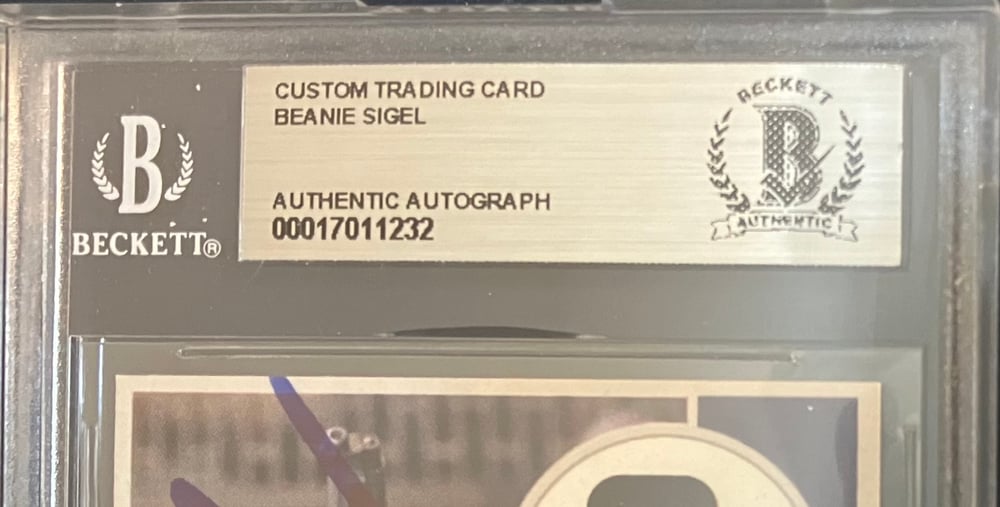 B
BECKETT®
CUSTOM TRADING CARD
BEANIE SIGEL
AUTHENTIC AUTOGRAPH
00017011232
BECKETT
B
AUTHENTIC